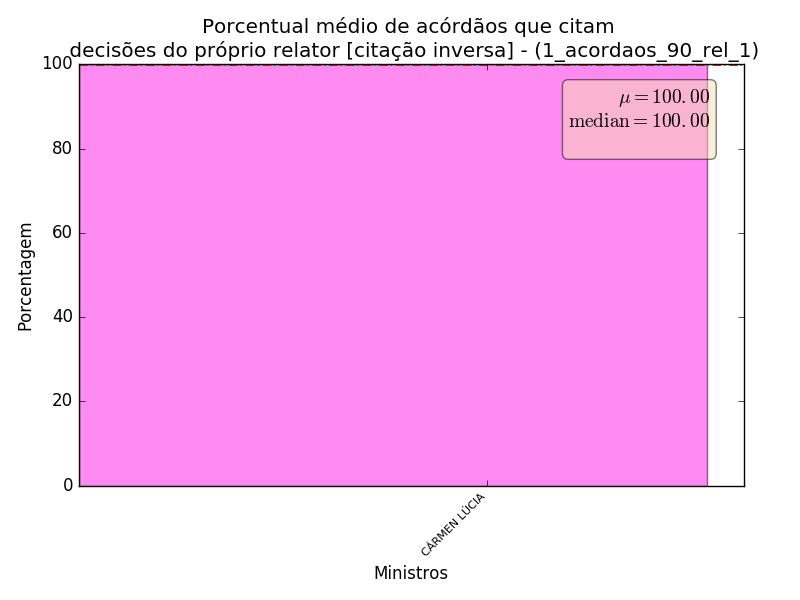 Porcentual médio de acórdãos que citam
decisões do próprio relator [citação inversa] - (1_acordaos_90_rel_1)
100
80
60
40
20
0
Porcentagem
μ = 100.00
median = 100.00
CÁRMEN LÚCIA
Ministros